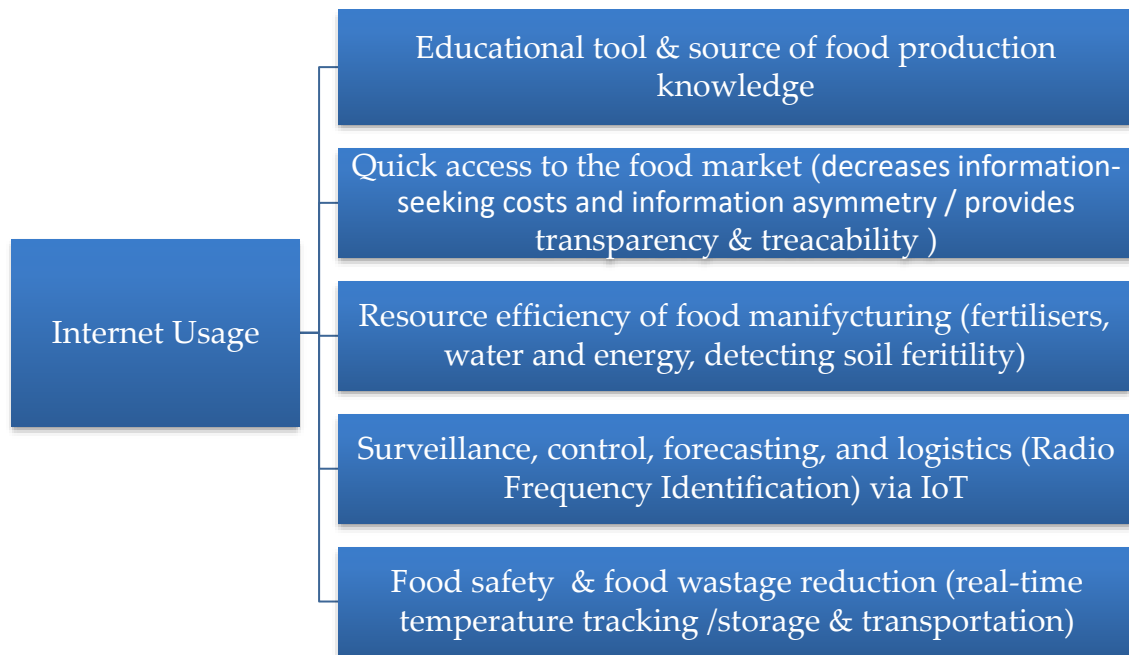 Educational tool & source of food production
knowledge
Quick access to the food market (decreases information-
seeking costs and information asymmetry / provides
transparency & treacability )
Internet Usage
Resource efficiency of food manifycturing (fertilisers,
water and energy, detecting soil feritility)
Surveillance, control, forecasting, and logistics (Radio
Frequency Identification) via IoT
Food safety  & food wastage reduction (real-time
temperature tracking /storage & transportation)